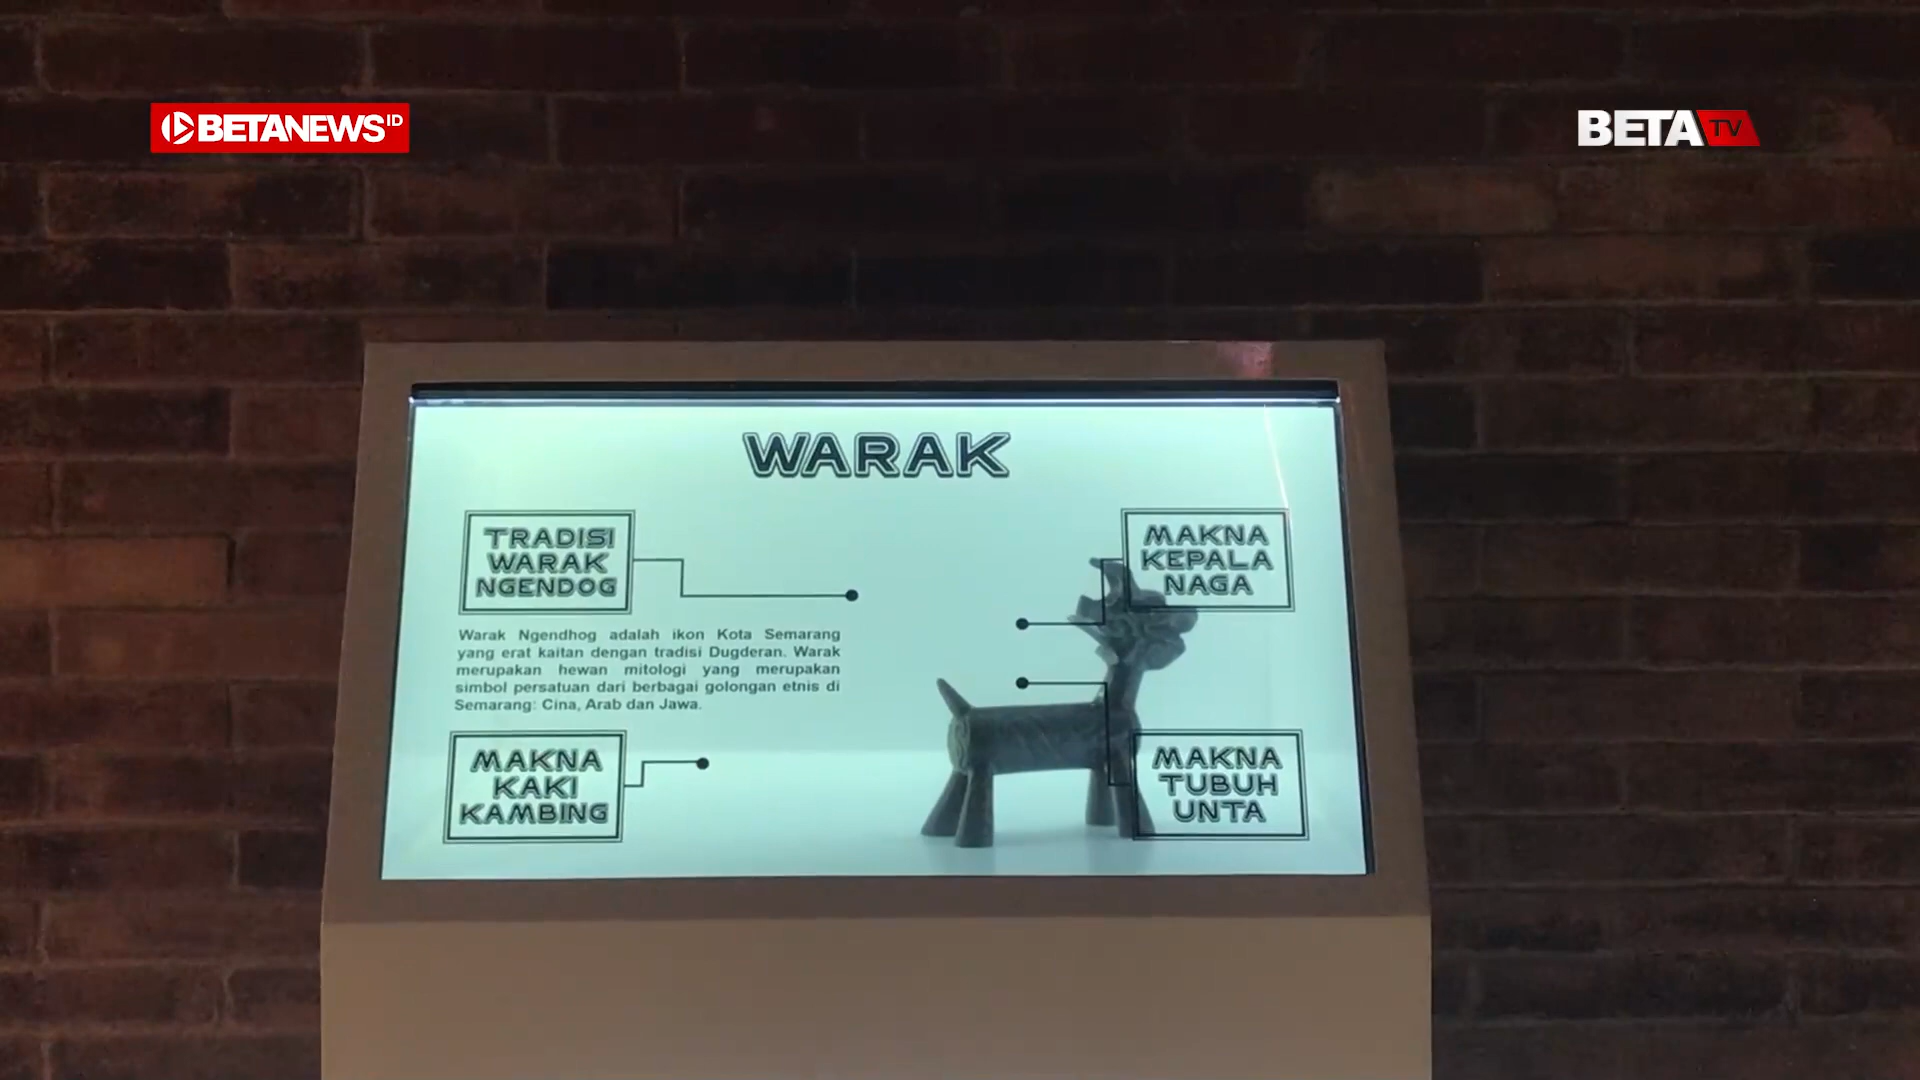 BETANEWS ID
BETA TV
WARAK
TRADISI
WARAK
NGENDOG
MAKNA
KEPALA
NAGA
Warak Ngendhog adalah ikon Kota Semarang
yang erat kaitan dengan tradisi Dugderan. Warak
merupakan hewan mitologi yang merupakan
simbol persatuan dari berbagai golongan etnis di
Semarang: Cina, Arab dan Jawa.
MAKNA
KAKI
KAMBING
MAKNA
TUBUH
UNTA